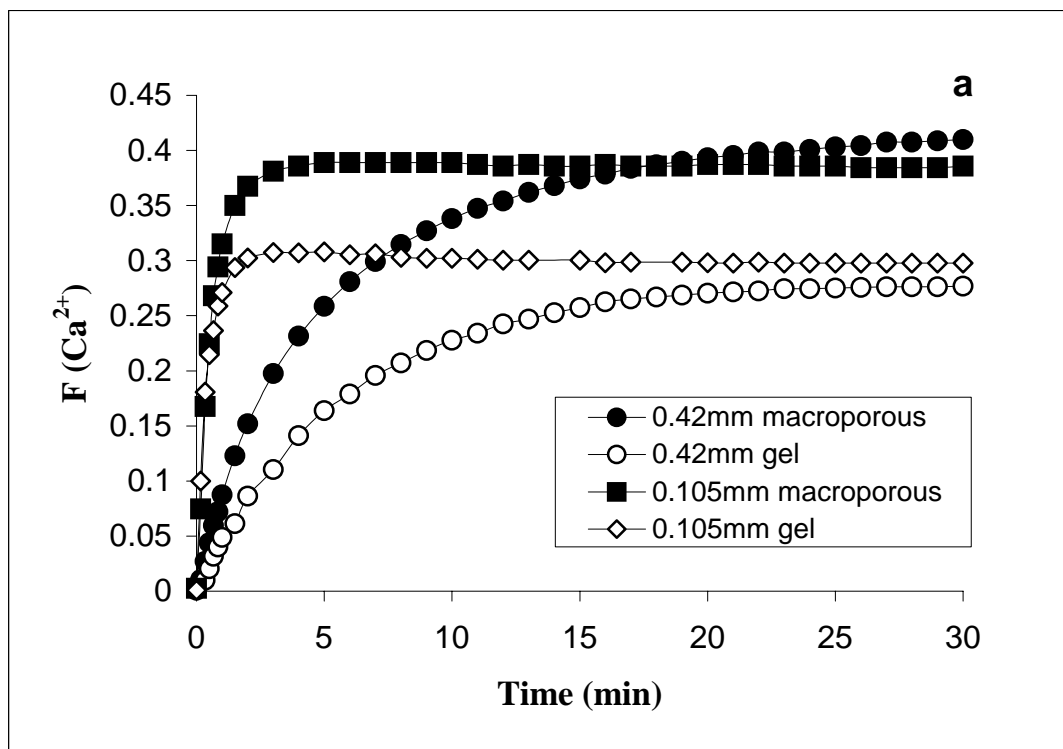 a
0.45
0.4
0.35
0.3
0.25
0.2
0.15
0.1
0.05
0
F (Ca²⁺)
0 5 10 15 20 25 30
Time (min)
0.42mm macroporous
0.42mm gel
0.105mm macroporous
0.105mm gel